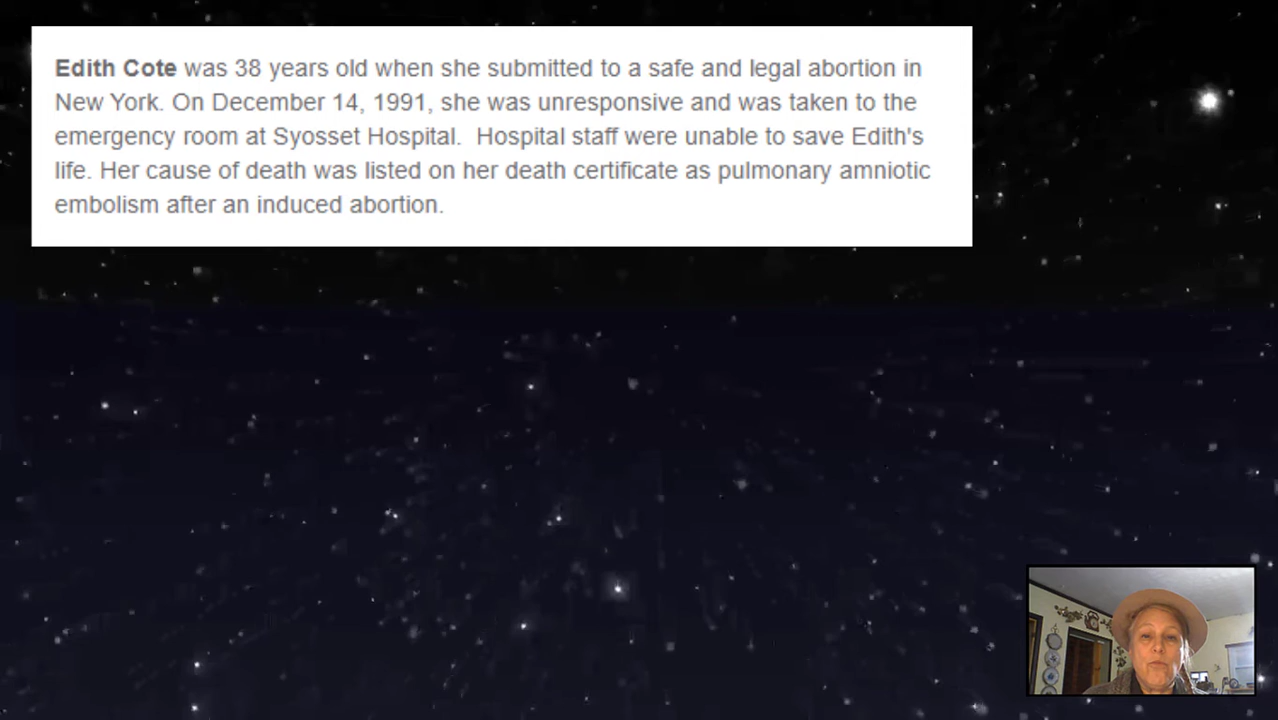 Edith Cote was 38 years old when she submitted to a safe and legal abortion in
New York. On December 14, 1991, she was unresponsive and was taken to the
emergency room at Syosset Hospital.  Hospital staff were unable to save Edith's
life. Her cause of death was listed on her death certificate as pulmonary amniotic
embolism after an induced abortion.